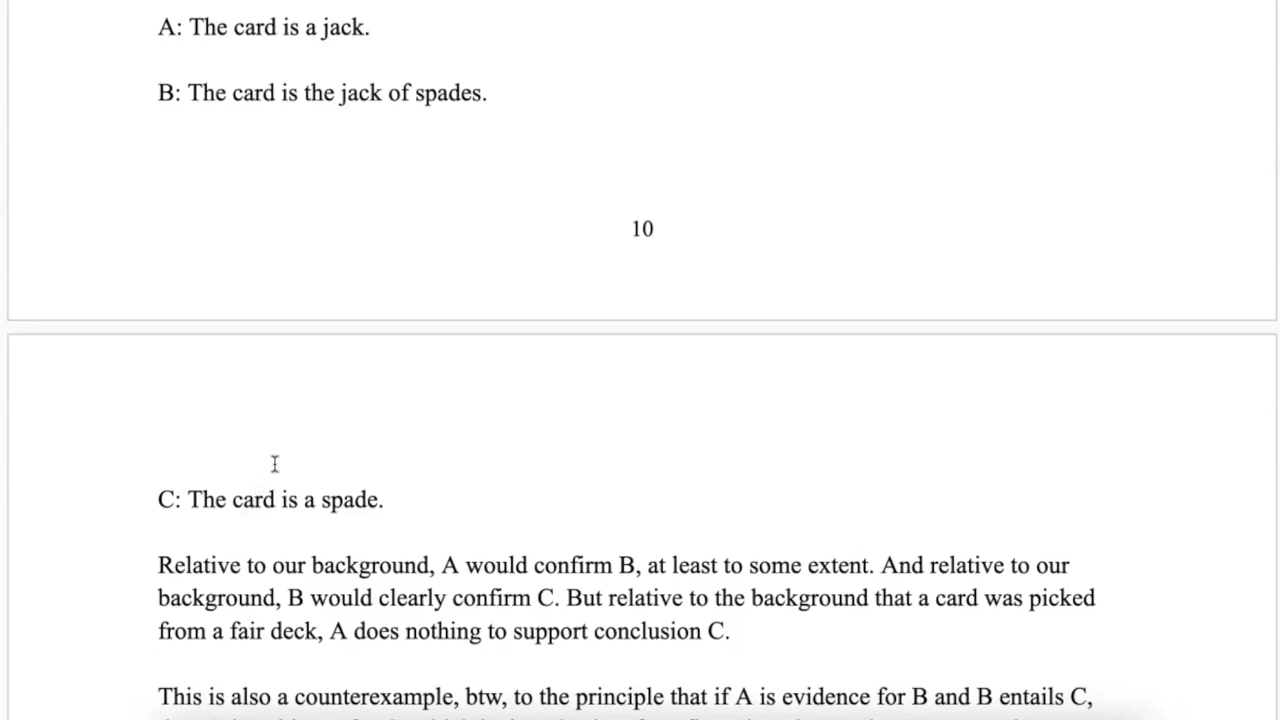 A: The card is a jack.
B: The card is the jack of spades.
10
C: The card is a spade.
Relative to our background, A would confirm B, at least to some extent. And relative to our
background, B would clearly confirm C. But relative to the background that a card was picked
from a fair deck, A does nothing to support conclusion C.
This is also a counterexample, btw, to the principle that if A is evidence for B and B entails C,